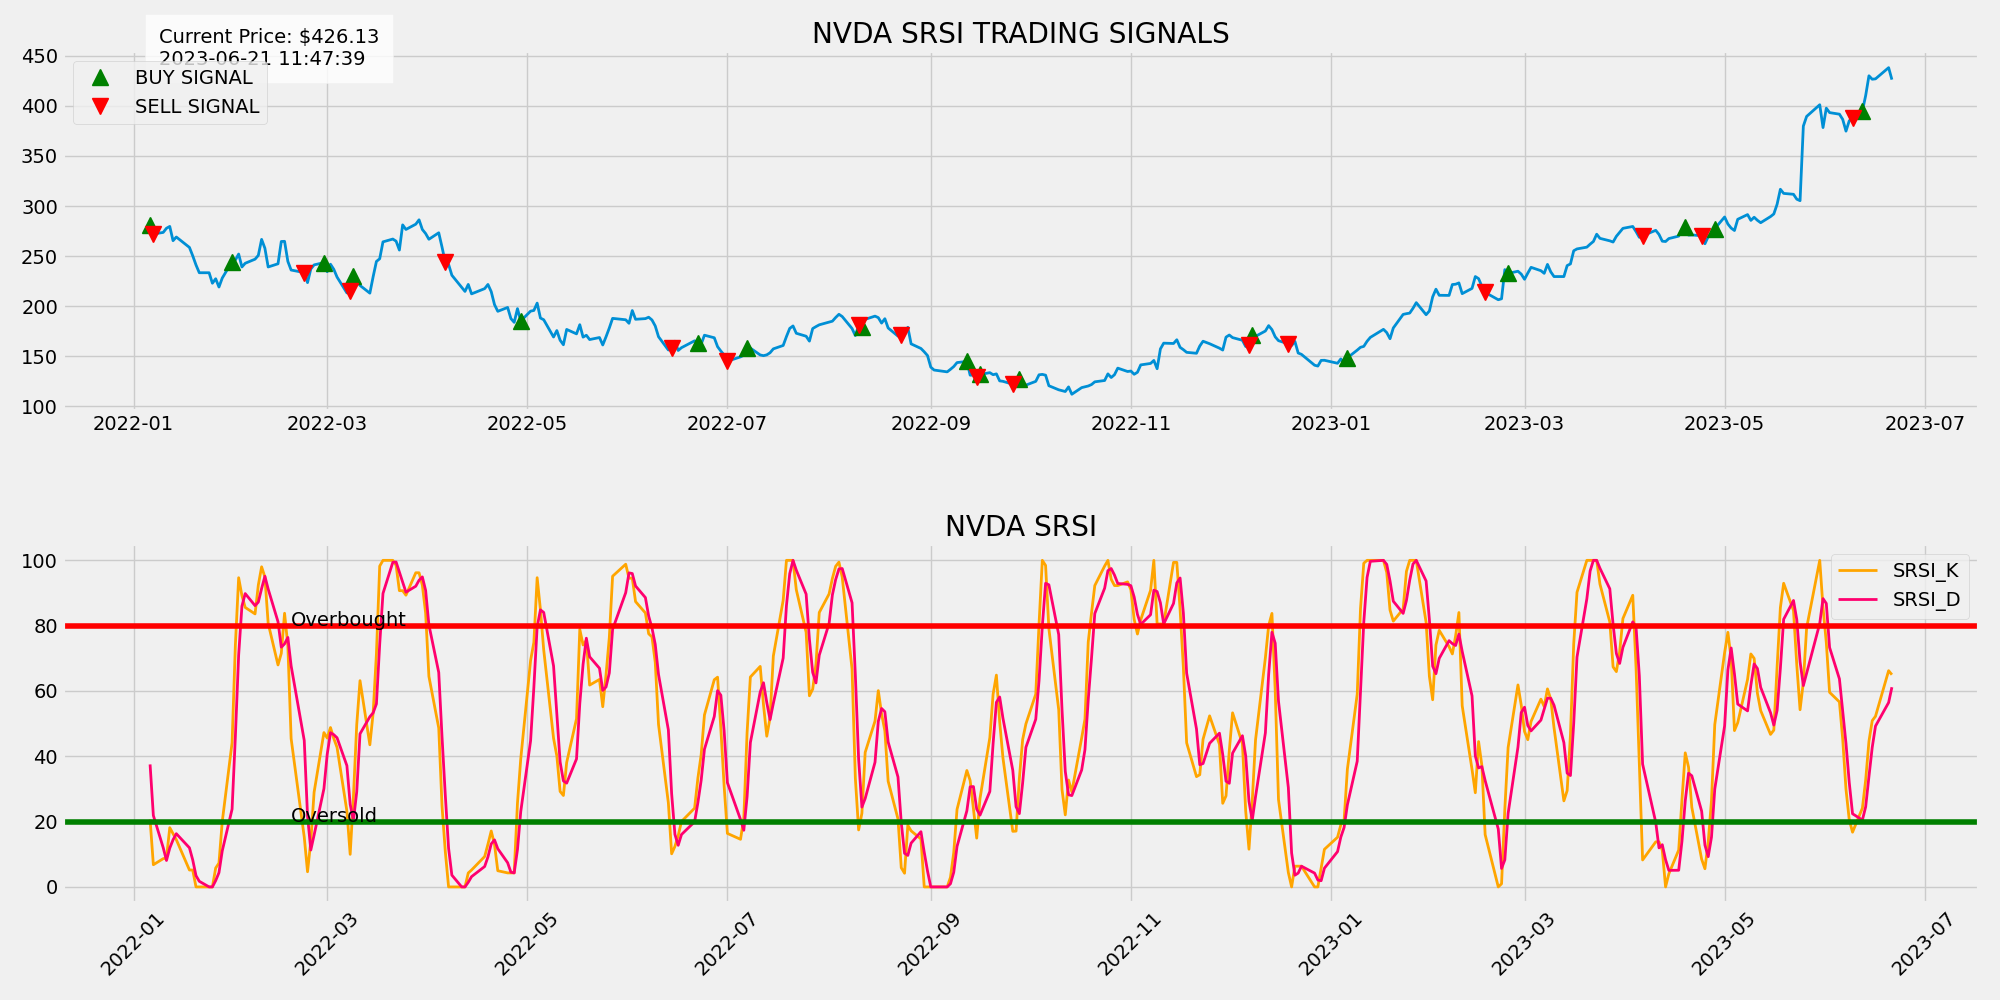 NVDA SRSI TRADING SIGNALS
Current Price: $426.13
2023-06-21 11:47:39
BUY SIGNAL
SELL SIGNAL
450
400
350
300
250
200
150
100
2022-01 2022-03 2022-05 2022-07 2022-09 2022-11 2023-01 2023-03 2023-05 2023-07
NVDA SRSI
SRSI_K
SRSI_D
Overbought
Oversold
100
80
60
40
20
0
2022-01 2022-03 2022-05 2022-07 2022-09 2022-11 2023-01 2023-03 2023-05 2023-07